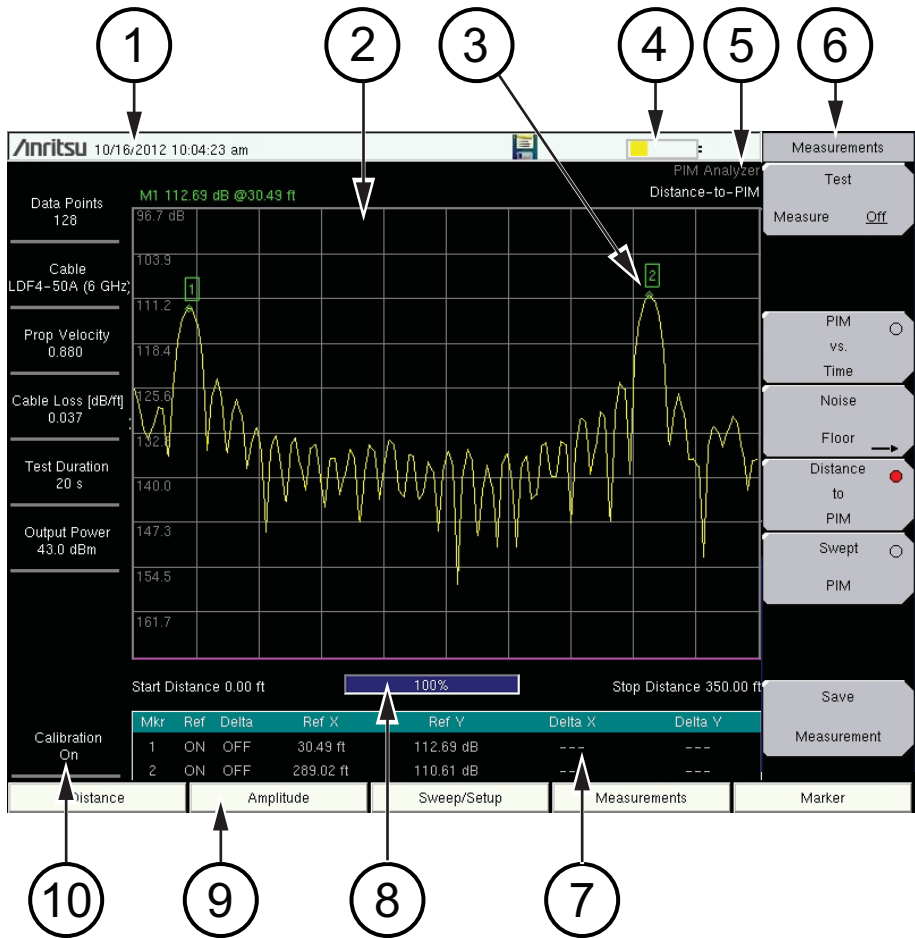 1
2
3
4
5
6
/inritsu 10/16/2012 10:04:23 am
Measurements
PIM Analyzer
Distance-to-PIM
M1 112.69 dB @30.49 ft
Data Points
128
Cable
LDF4-50A (6 GHz)
Prop Velocity
0.880
Cable Loss [dB/ft]
0.037
Test Duration
20 s
Output Power
43.0 dBm
96.7 dB
103.9
111.2
118.4
125.6
132.8
140.0
147.3
154.5
161.7
1
2
Test
Measure Off
PIM
vs.
Time
Noise
Floor
Distance
to
PIM
Swept
PIM
Save
Measurement
Start Distance 0.00 ft
100%
Stop Distance 350.00 ft
Mkr Ref Delta Ref X Ref Y Delta X Delta Y
1 ON OFF 30.49 ft 112.69 dB --- ---
2 ON OFF 289.02 ft 110.61 dB --- ---
Calibration
On
Distance
Amplitude
Sweep/Setup
Measurements
Marker
10
9
8
7